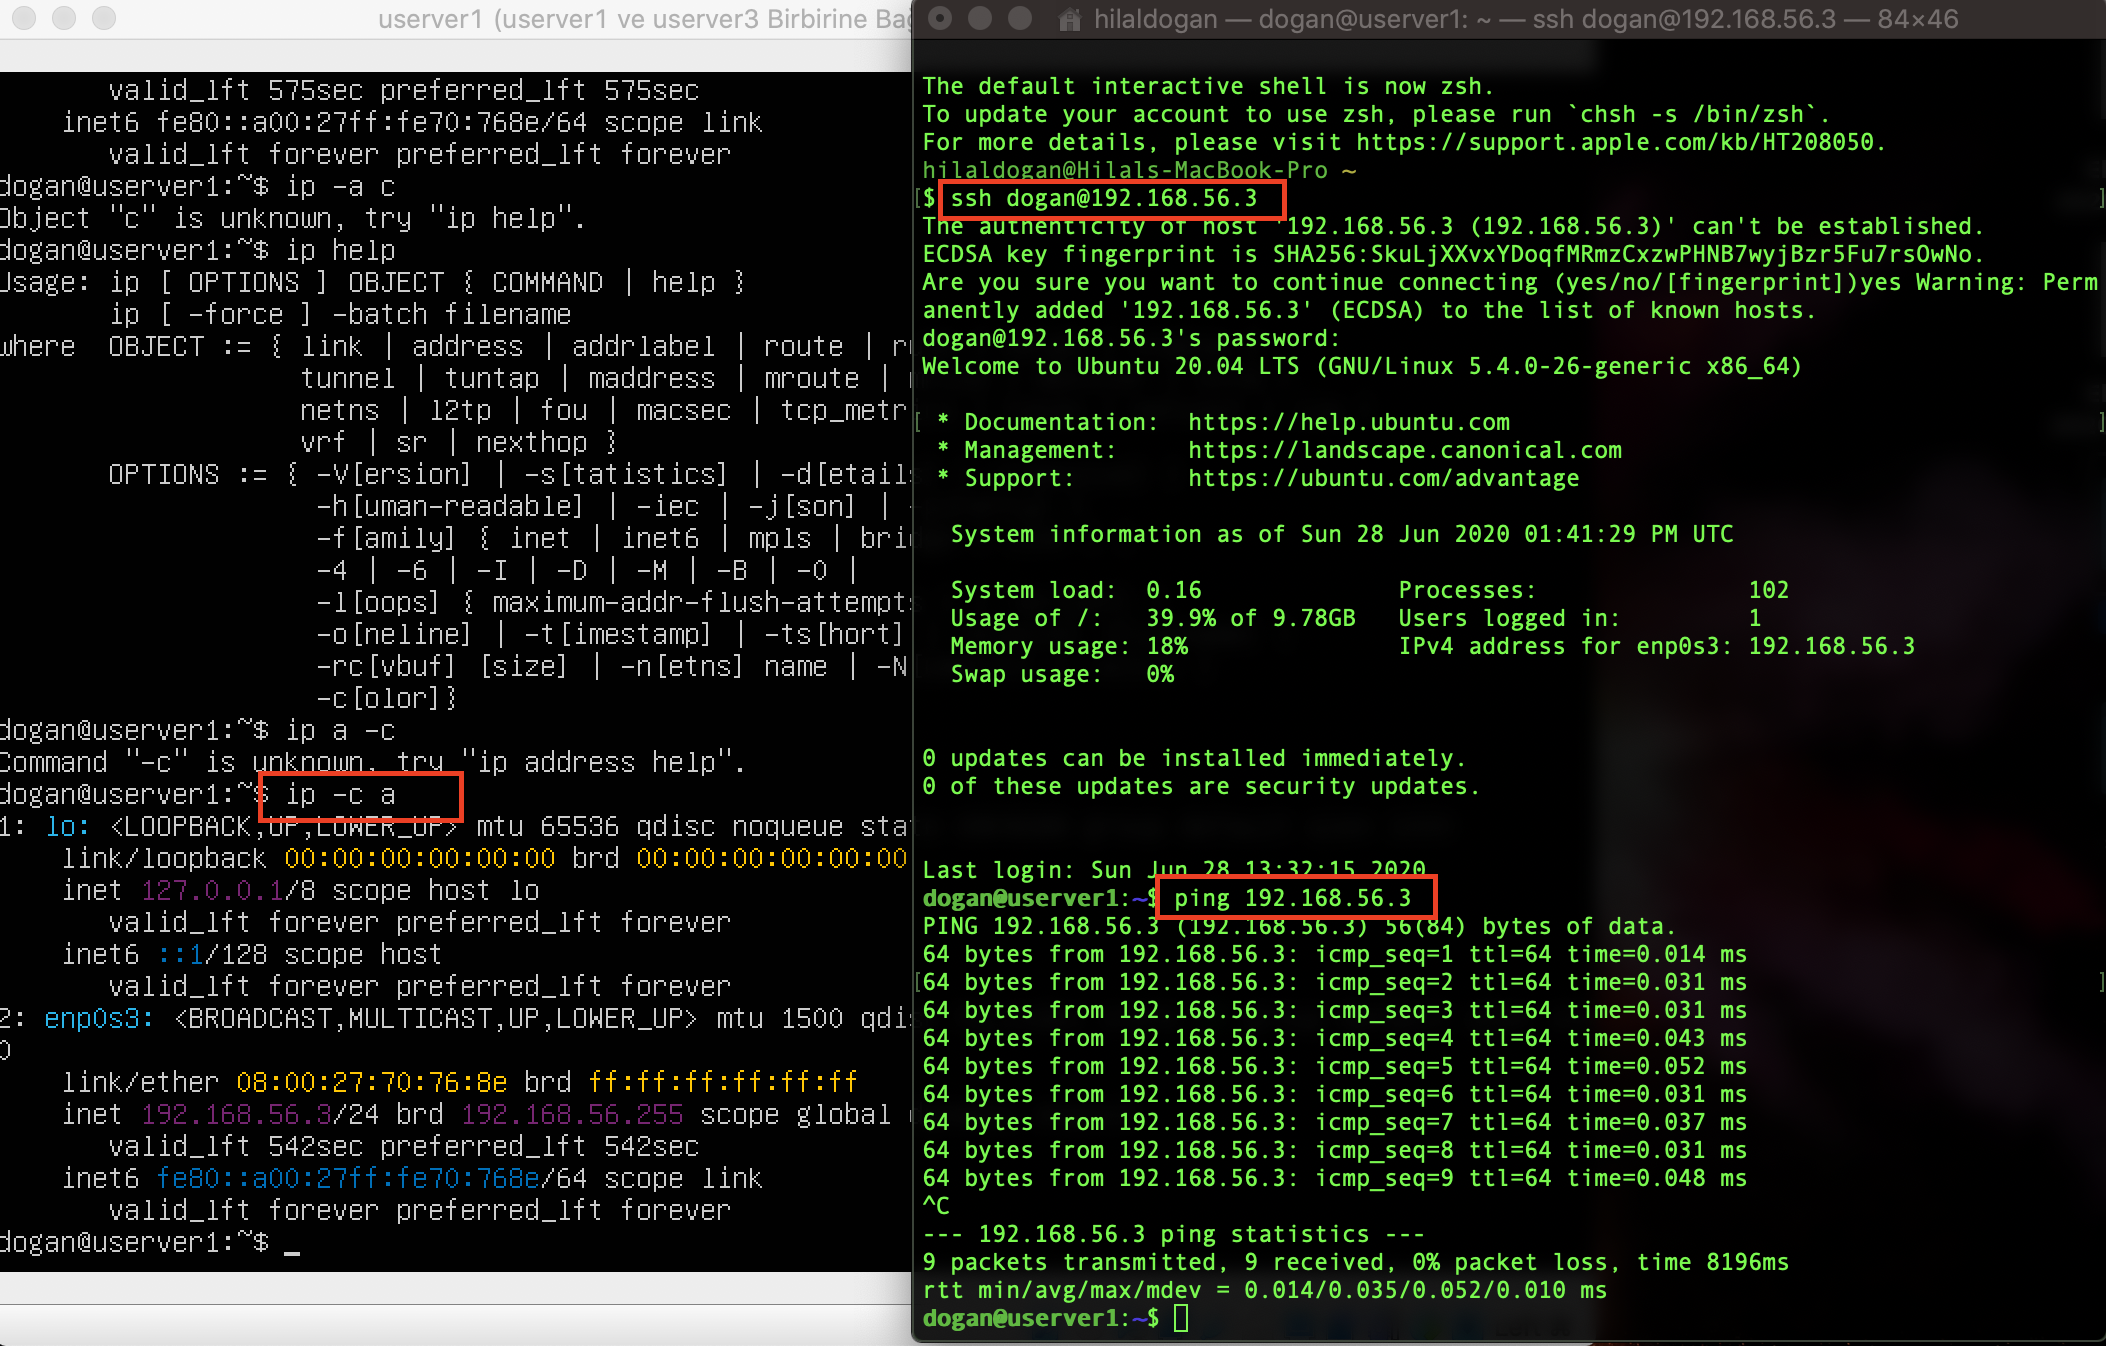 userver1 (userver1 ve userver3 Birbirine Bağ
valid_lft 575sec preferred_lft 575sec
inet6 fe80::a00:27ff:fe70:768e/64 scope link
valid_lft forever preferred_lft forever
dogan@userver1:~$ ip -a c
Object "c" is unknown, try "ip help".
dogan@userver1:~$ ip help
Usage: ip [ OPTIONS ] OBJECT { COMMAND | help }
ip [ -force ] -batch filename
where OBJECT := { link | address | addrlabel | route |
tunnel | tuntap | maddress | mroute |
netns | l2tp | fou | macsec | tcp_metr
vrf | sr | nexthop }
OPTIONS := { -V[ersion] | -s[tatistics] | -d[etails
-h[uman-readable] | -iec | -j[son] |
-f[amily] { inet | inet6 | mpls | bri
-4 | -6 | -I | -D | -M | -B | -0 |
-l[oops] { maximum-addr-flush-attempts
-o[neline] | -t[imestamp] | -ts[hort]
-rc[vbuf] [size] | -n[etns] name | -N
-c[olor]}
dogan@userver1:~$ ip a -c
Command "-c" is unknown, try "ip address help".
dogan@userver1:~$ ip -c a
1: lo: <LOOPBACK,UP,LOWER_UP> mtu 65536 qdisc noqueue sta
link/loopback 00:00:00:00:00:00 brd 00:00:00:00:00:00
inet 127.0.0.1/8 scope host lo
valid_lft forever preferred_lft forever
inet6 ::1/128 scope host
valid_lft forever preferred_lft forever
2: enp0s3: <BROADCAST,MULTICAST,UP,LOWER_UP> mtu 1500 qdis
0
link/ether 08:00:27:70:76:8e brd ff:ff:ff:ff:ff:ff
inet 192.168.56.3/24 brd 192.168.56.255 scope global
valid_lft 542sec preferred_lft 542sec
inet6 fe80::a00:27ff:fe70:768e/64 scope link
valid_lft forever preferred_lft forever
dogan@userver1:~$ _
hilaldogan — dogan@userver1: ~ — ssh dogan@192.168.56.3 — 84×46
The default interactive shell is now zsh.
To update your account to use zsh, please run `chsh -s /bin/zsh`.
For more details, please visit https://support.apple.com/kb/HT208050.
hilaldogan@Hilals-MacBook-Pro ~
[$ ssh dogan@192.168.56.3 ]
The authenticity of host '192.168.56.3 (192.168.56.3)' can't be established.
ECDSA key fingerprint is SHA256:SkuLjXXvxYDoqfMRmzCxzwPHNB7wyjBzr5Fu7rsOwNo.
Are you sure you want to continue connecting (yes/no/[fingerprint])yes Warning: Perm
anently added '192.168.56.3' (ECDSA) to the list of known hosts.
dogan@192.168.56.3's password:
Welcome to Ubuntu 20.04 LTS (GNU/Linux 5.4.0-26-generic x86_64)
[ * Documentation: https://help.ubuntu.com ]
* Management: https://landscape.canonical.com
* Support: https://ubuntu.com/advantage
System information as of Sun 28 Jun 2020 01:41:29 PM UTC
System load: 0.16 Processes: 102
Usage of /: 39.9% of 9.78GB Users logged in: 1
Memory usage: 18% IPv4 address for enp0s3: 192.168.56.3
Swap usage: 0%
0 updates can be installed immediately.
0 of these updates are security updates.
Last login: Sun Jun 28 13:32:15 2020
dogan@userver1:~$ ping 192.168.56.3
PING 192.168.56.3 (192.168.56.3) 56(84) bytes of data.
64 bytes from 192.168.56.3: icmp_seq=1 ttl=64 time=0.014 ms
[64 bytes from 192.168.56.3: icmp_seq=2 ttl=64 time=0.031 ms ]
64 bytes from 192.168.56.3: icmp_seq=3 ttl=64 time=0.031 ms
64 bytes from 192.168.56.3: icmp_seq=4 ttl=64 time=0.043 ms
64 bytes from 192.168.56.3: icmp_seq=5 ttl=64 time=0.052 ms
64 bytes from 192.168.56.3: icmp_seq=6 ttl=64 time=0.031 ms
64 bytes from 192.168.56.3: icmp_seq=7 ttl=64 time=0.037 ms
64 bytes from 192.168.56.3: icmp_seq=8 ttl=64 time=0.031 ms
64 bytes from 192.168.56.3: icmp_seq=9 ttl=64 time=0.048 ms
^C
--- 192.168.56.3 ping statistics ---
9 packets transmitted, 9 received, 0% packet loss, time 8196ms
rtt min/avg/max/mdev = 0.014/0.035/0.052/0.010 ms
dogan@userver1:~$